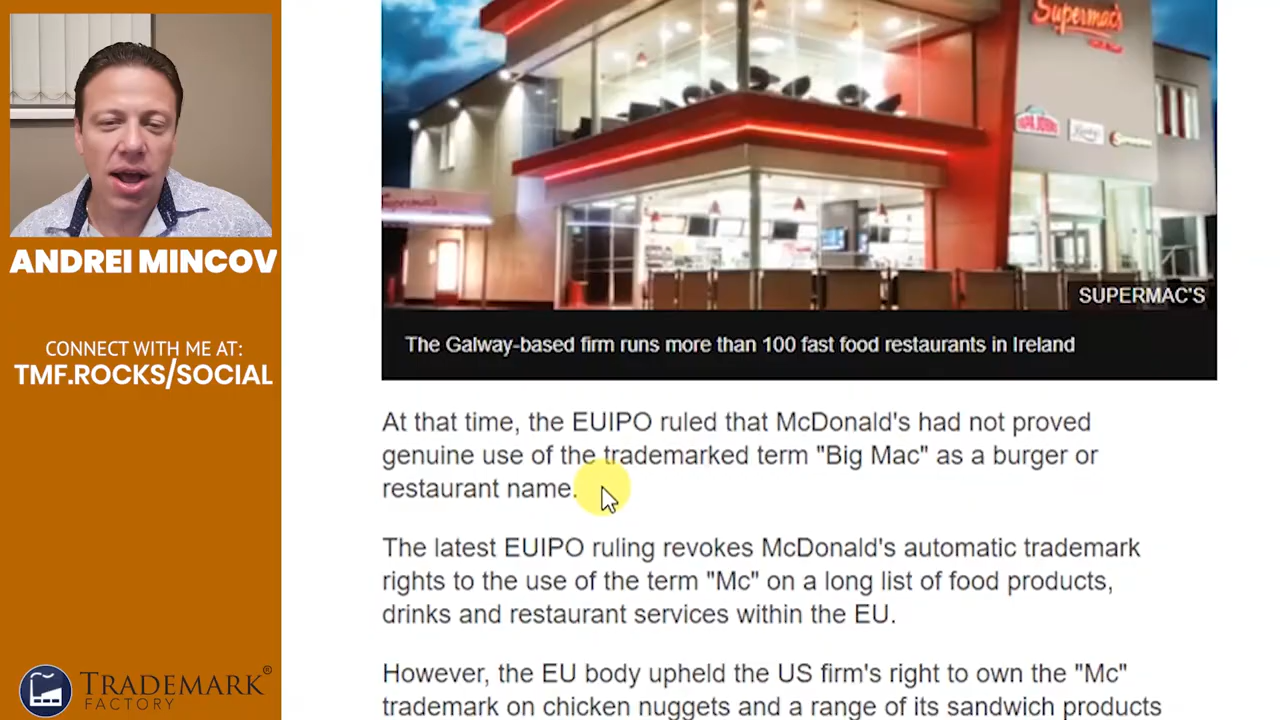 Supermac's
PAPA JOHN'S
Supermac's
SUPERMAC'S
ANDREI MINCOV
The Galway-based firm runs more than 100 fast food restaurants in Ireland
CONNECT WITH ME AT:
TMF.ROCKS/SOCIAL
At that time, the EUIPO ruled that McDonald's had not proved
genuine use of the trademarked term "Big Mac" as a burger or
restaurant name.
The latest EUIPO ruling revokes McDonald's automatic trademark
rights to the use of the term "Mc" on a long list of food products,
drinks and restaurant services within the EU.
However, the EU body upheld the US firm's right to own the "Mc"
trademark on chicken nuggets and a range of its sandwich products
TRADEMARK®
FACTORY